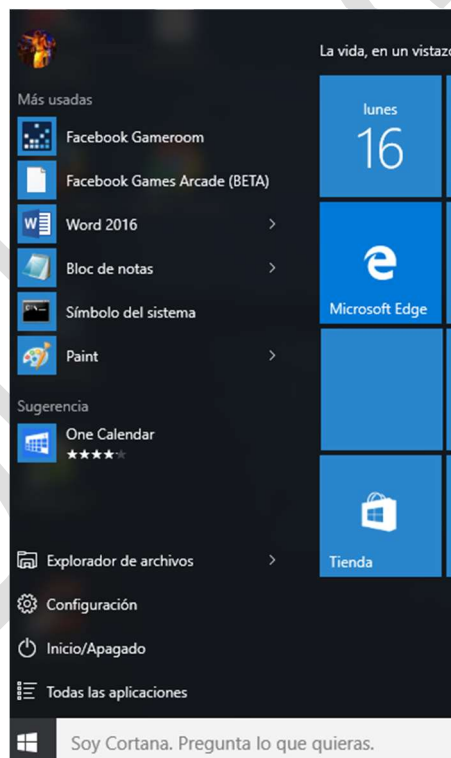 La vida, en un vistazo
Más usadas
Facebook Gameroom
Facebook Games Arcade (BETA)
Word 2016
Bloc de notas
Símbolo del sistema
Paint
Sugerencia
One Calendar
Explorador de archivos
Configuración
Inicio/Apagado
Todas las aplicaciones
lunes
16
Microsoft Edge
Tienda
Soy Cortana. Pregunta lo que quieras.